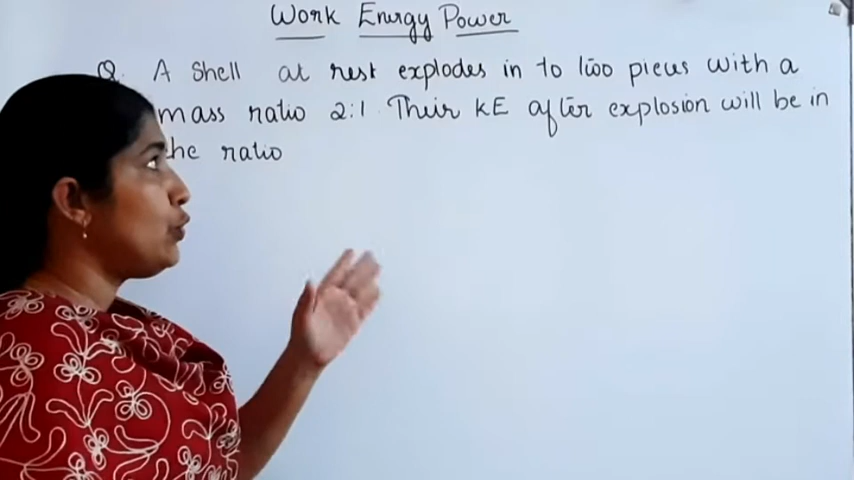 Work Energy Power
Q. A Shell at rest explodes in to two pieces with a
mass ratio 2:1. Their KE after explosion will be in
the ratio